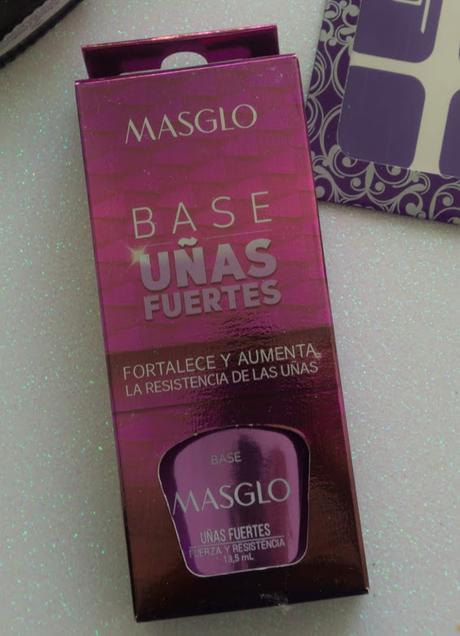 MASGLO
BASE
UÑAS
FUERTES
FORTALECE Y AUMENTA
LA RESISTENCIA DE LAS UÑAS
BASE
MASGLO
UÑAS FUERTES
FUERZA Y RESISTENCIA
13,5 mL